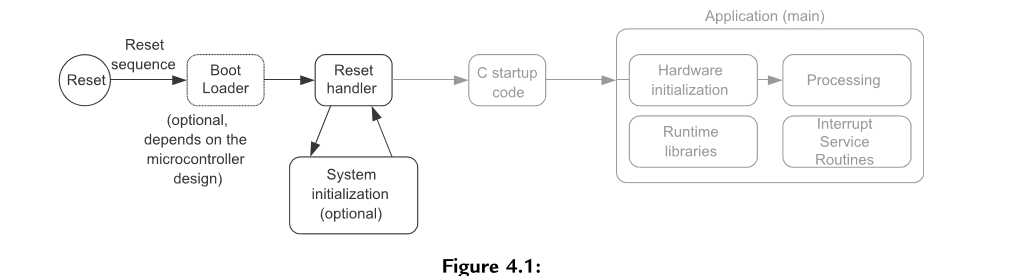 Application (main)
Reset
sequence
Reset
Boot
Loader
Reset
handler
C startup
code
Hardware
initialization
Processing
(optional,
depends on the
microcontroller
design)
Runtime
libraries
Interrupt
Service
Routines
System
initialization
(optional)
Figure 4.1: